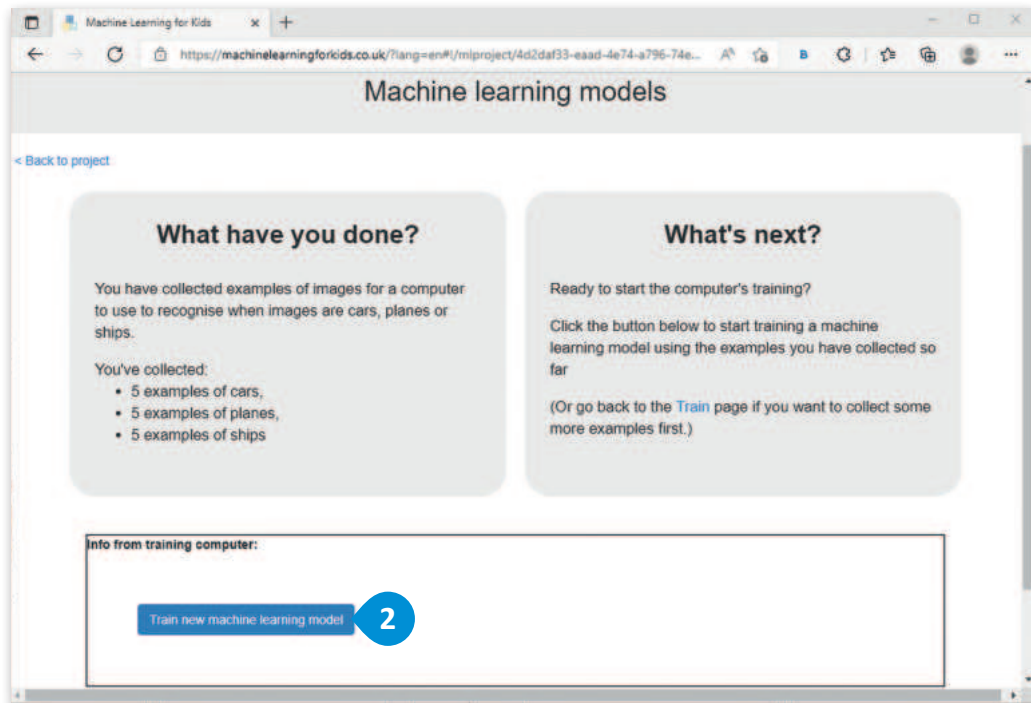 Machine Learning for Kids
https://machinelearningforkids.co.uk/?lang=en#!/mlproject/4d2daf33-eaad-4e74-a796-74e...
Machine learning models
< Back to project
What have you done?
You have collected examples of images for a computer
to use to recognise when images are cars, planes or
ships.
You've collected:
• 5 examples of cars,
• 5 examples of planes,
• 5 examples of ships
What's next?
Ready to start the computer's training?
Click the button below to start training a machine
learning model using the examples you have collected so
far
(Or go back to the Train page if you want to collect some
more examples first.)
Info from training computer:
Train new machine learning model
2